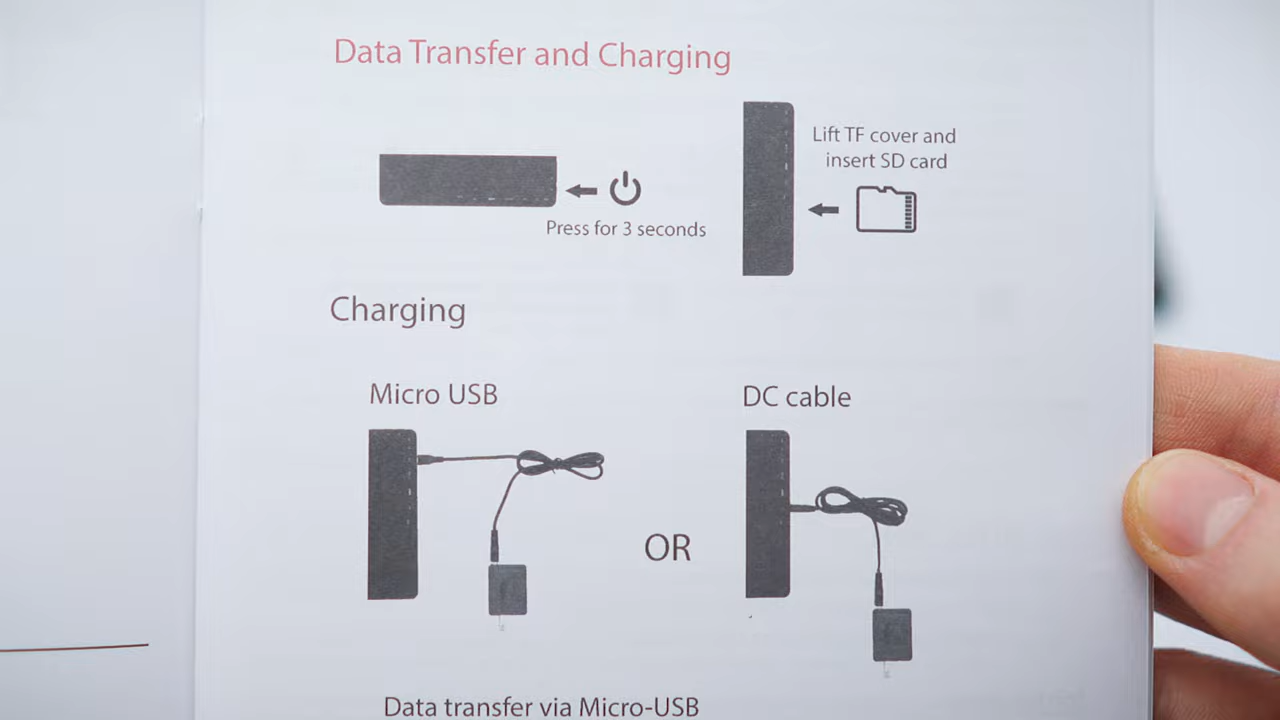 Data Transfer and Charging
Press for 3 seconds
Lift TF cover and
insert SD card
Charging
Micro USB
DC cable
OR
Data transfer via Micro-USB